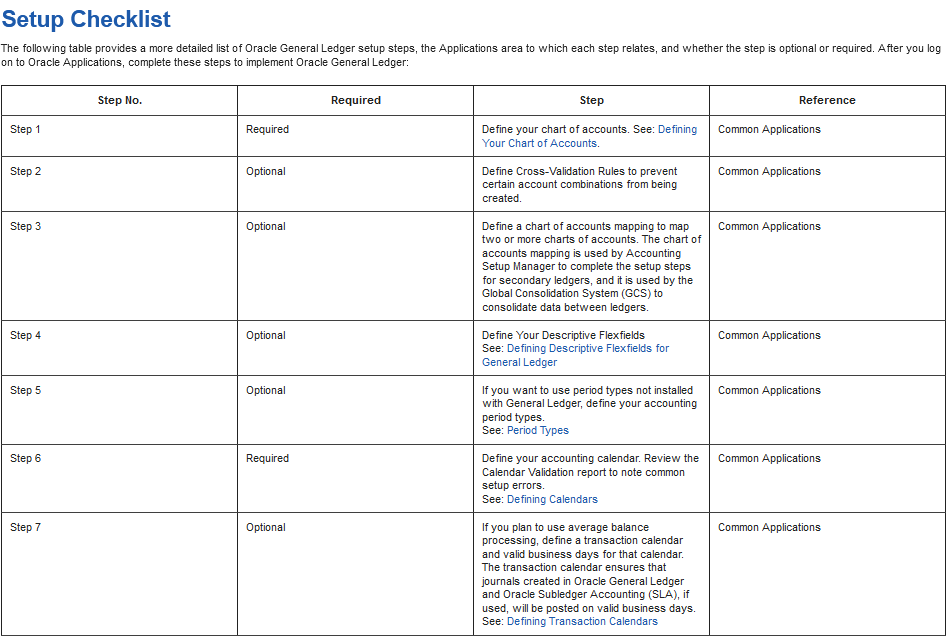 Setup Checklist
The following table provides a more detailed list of Oracle General Ledger setup steps, the Applications area to which each step relates, and whether the step is optional or required. After you log
on to Oracle Applications, complete these steps to implement Oracle General Ledger:
Step No. Required Step Reference
Step 1 Required Define your chart of accounts. See: Defining Common Applications
Your Chart of Accounts.
Step 2 Optional Define Cross-Validation Rules to prevent Common Applications
certain account combinations from being
created.
Step 3 Optional Define a chart of accounts mapping to map Common Applications
two or more charts of accounts. The chart of
accounts mapping is used by Accounting
Setup Manager to complete the setup steps
for secondary ledgers, and it is used by the
Global Consolidation System (GCS) to
consolidate data between ledgers.
Step 4 Optional Define Your Descriptive Flexfields Common Applications
See: Defining Descriptive Flexfields for
General Ledger
Step 5 Optional If you want to use period types not installed Common Applications
with General Ledger, define your accounting
period types.
See: Period Types
Step 6 Required Define your accounting calendar. Review the Common Applications
Calendar Validation report to note common
setup errors.
See: Defining Calendars
Step 7 Optional If you plan to use average balance Common Applications
processing, define a transaction calendar
and valid business days for that calendar.
The transaction calendar ensures that
journals created in Oracle General Ledger
and Oracle Subledger Accounting (SLA), if
used, will be posted on valid business days.
See: Defining Transaction Calendars